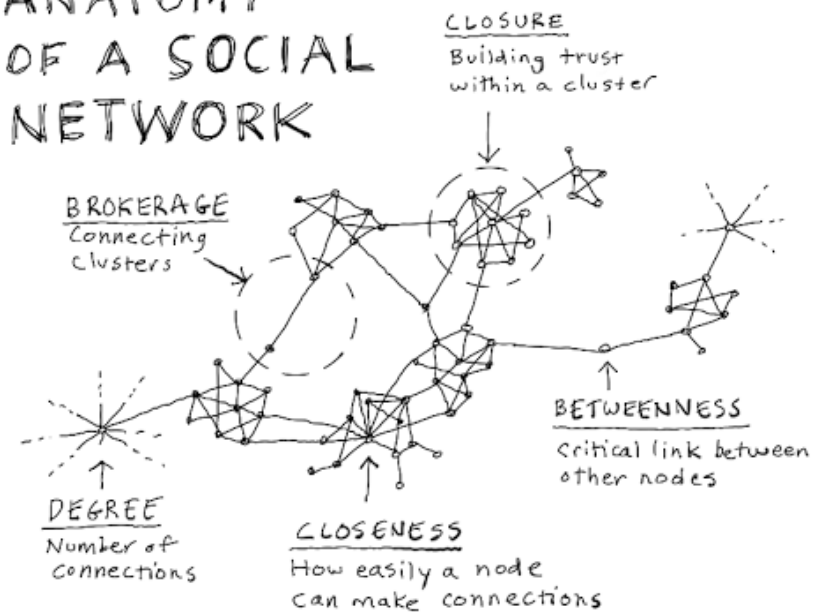 ANATOMY
OF A SOCIAL
NETWORK
CLOSURE
Building trust
within a cluster
BROKERAGE
Connecting
clusters
BETWEENNESS
Critical link between
other nodes
DEGREE
Number of
connections
CLOSENESS
How easily a node
can make connections